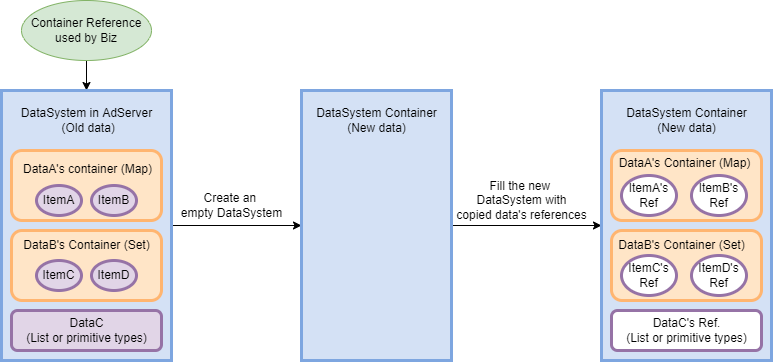 Container Reference
used by Biz
DataSystem in AdServer
(Old data)
DataA's container (Map)
ItemA
ItemB
DataB's Container (Set)
ItemC
ItemD
DataC
(List or primitive types)
Create an
empty DataSystem
DataSystem Container
(New data)
Fill the new
DataSystem with
copied data's references
DataSystem Container
(New data)
DataA's Container (Map)
ItemA's
Ref
ItemB's
Ref
DataB's Container (Set)
ItemC's
Ref
ItemD's
Ref
DataC's Ref.
(List or primitive types)